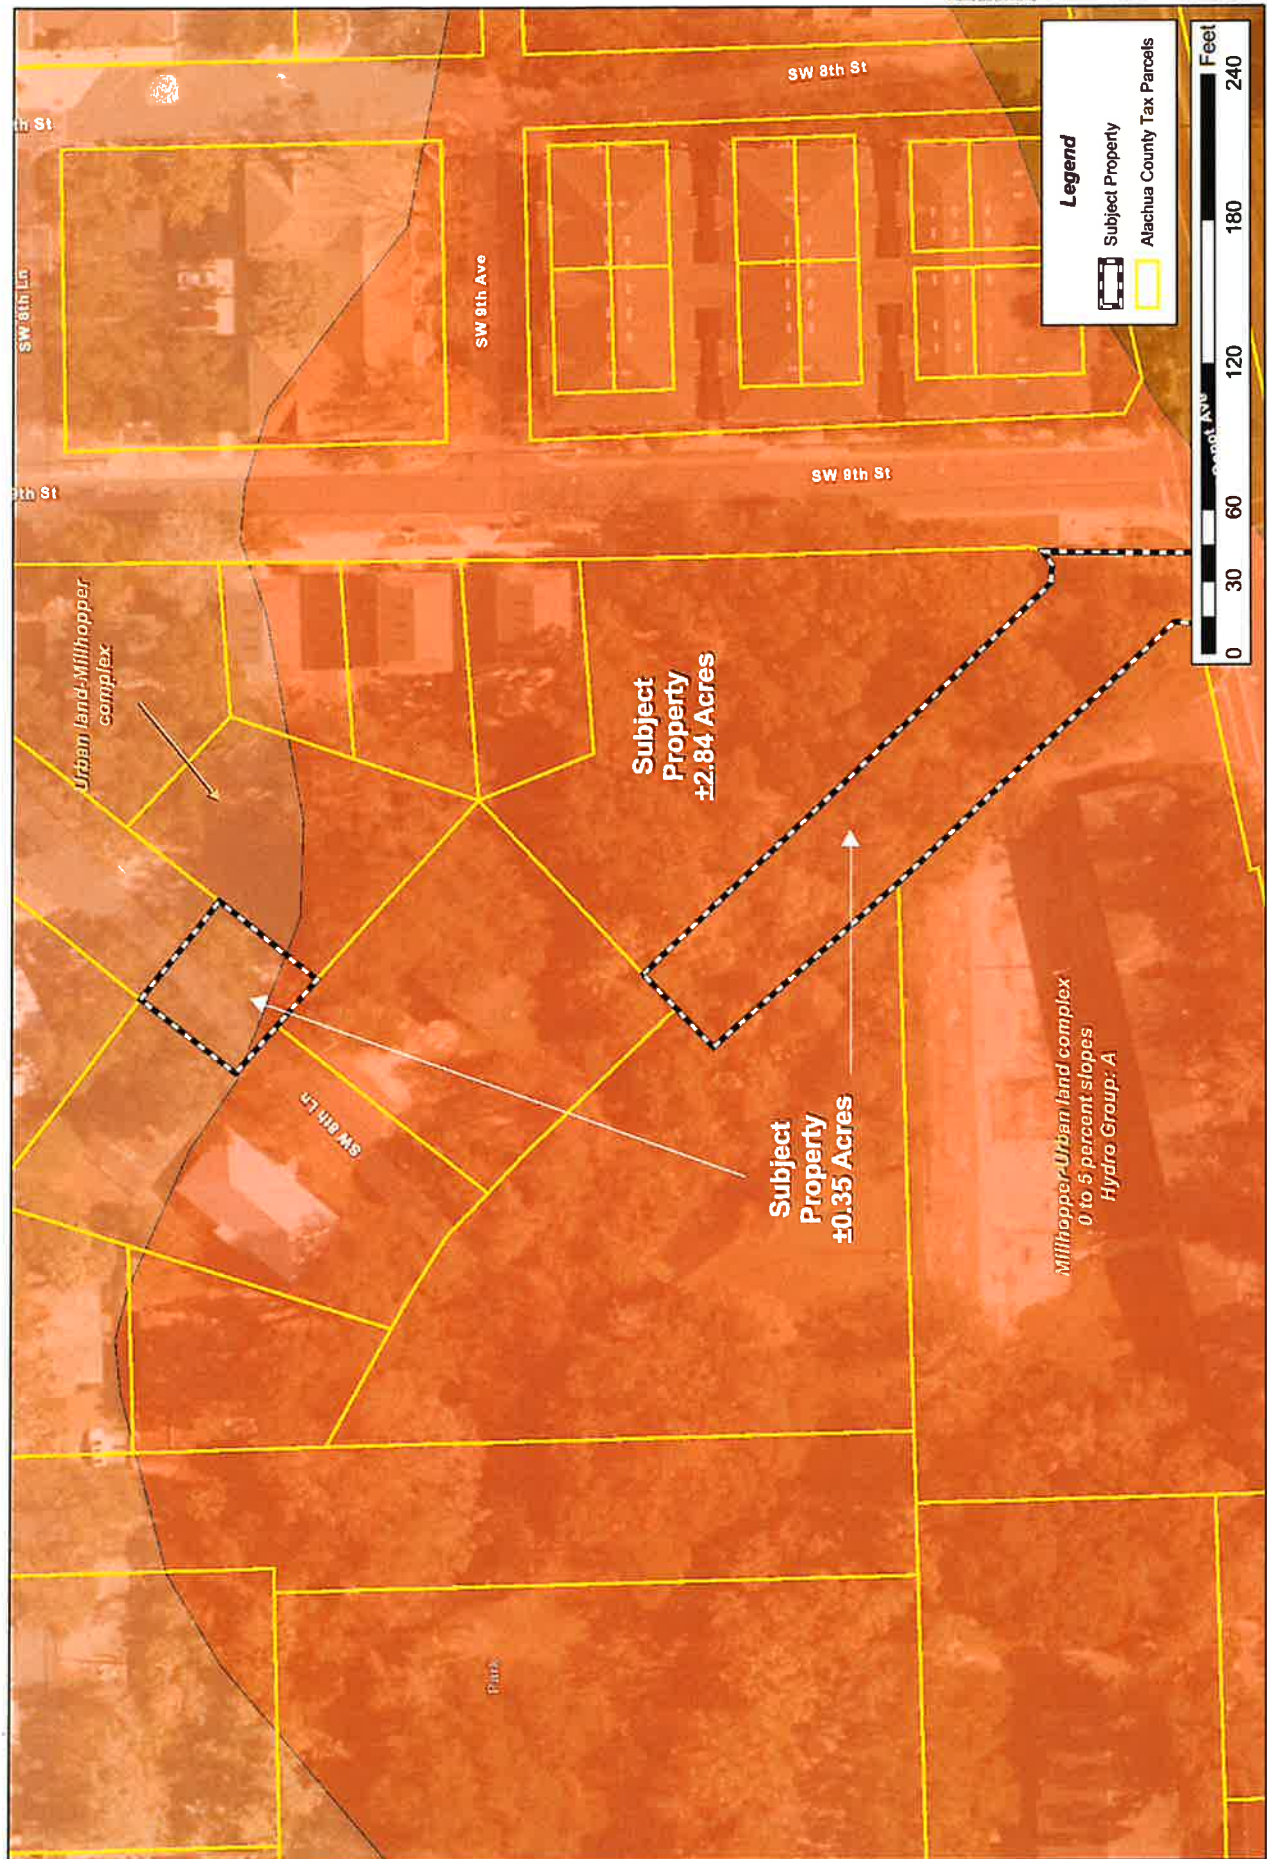 SW 8th St
th St
SW 8th Ln
SW 9th Ave
SW 9th St
9th St
Urban land-Millhopper
complex
Subject
Property
±2.84 Acres
SW 8th Ln
Subject
Property
±0.35 Acres
Millhopper-Urban land complex
0 to 5 percent slopes
Hydro Group: A
Park
Legend
Subject Property
Alachua County Tax Parcels
Ave
0 30 60 120 180 240
Feet